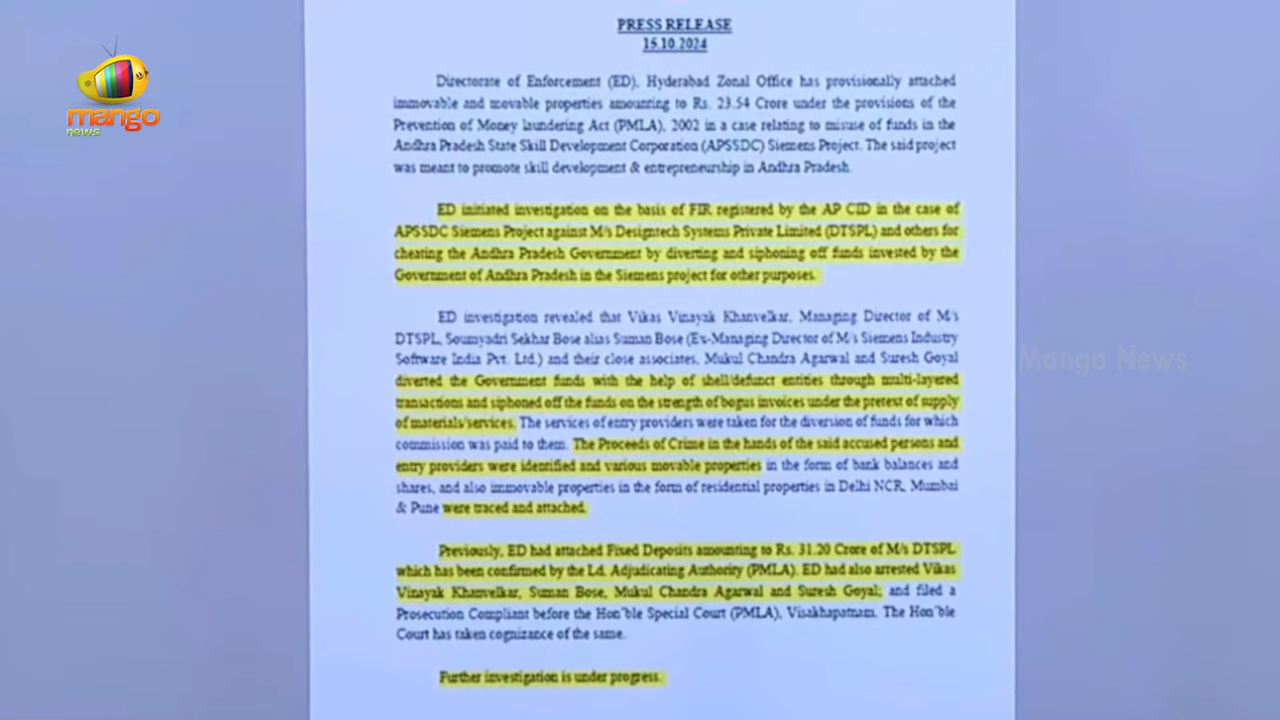 mango
news
PRESS RELEASE
15.10.2024
Directorate of Enforcement (ED), Hyderabad Zonal Office has provisionally attached
immovable and movable properties amounting to Rs. 23.54 Crore under the provisions of the
Prevention of Money laundering Act (PMLA), 2002 in a case relating to misuse of funds in the
Andhra Pradesh State Skill Development Corporation (APSSDC) Siemens Project. The said project
was meant to promote skill development & entrepreneurship in Andhra Pradesh.
ED initiated investigation on the basis of FIR registered by the AP CID in the case of
APSSDC Siemens Project against M/s Designtech Systems Private Limited (DTSPL) and others for
cheating the Andhra Pradesh Government by diverting and siphoning off funds invested by the
Government of Andhra Pradesh in the Siemens project for other purposes.
ED investigation revealed that Vikas Vinayak Khanvelkar, Managing Director of M/s
DTSPL, Soumyadri Sekhar Bose alias Suman Bose (Ex-Managing Director of M/s Siemens Industry
Software India Pvt. Ltd.) and their close associates, Mukul Chandra Agarwal and Suresh Goyal
diverted the Government funds with the help of shell/defunct entities through multi-layered
transactions and siphoned off the funds on the strength of bogus invoices under the pretext of supply
of materials/services. The services of entry providers were taken for the diversion of funds for which
commission was paid to them. The Proceeds of Crime in the hands of the said accused persons and
entry providers were identified and various movable properties in the form of bank balances and
shares, and also immovable properties in the form of residential properties in Delhi NCR, Mumbai
& Pune were traced and attached.
Previously, ED had attached Fixed Deposits amounting to Rs. 31.20 Crore of M/s DTSPL
which has been confirmed by the Ld. Adjudicating Authority (PMLA). ED had also arrested Vikas
Vinayak Khanvelkar, Suman Bose, Mukul Chandra Agarwal and Suresh Goyal; and filed a
Prosecution Compliant before the Hon'ble Special Court (PMLA), Visakhapatnam. The Hon'ble
Court has taken cognizance of the same.
Further investigation is under progress.
Mango News